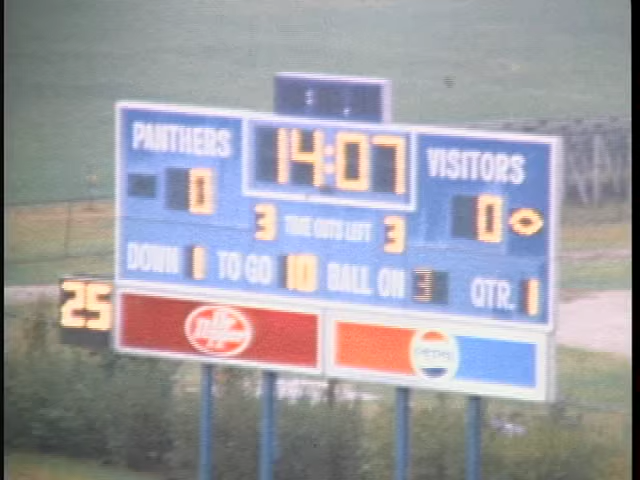 PANTHERS 14:07 VISITORS
0 0
3 TIME OUTS LEFT 3
DOWN 1 TO GO 10 BALL ON 3 QTR. 1
25
Dr Pepper PEPSI